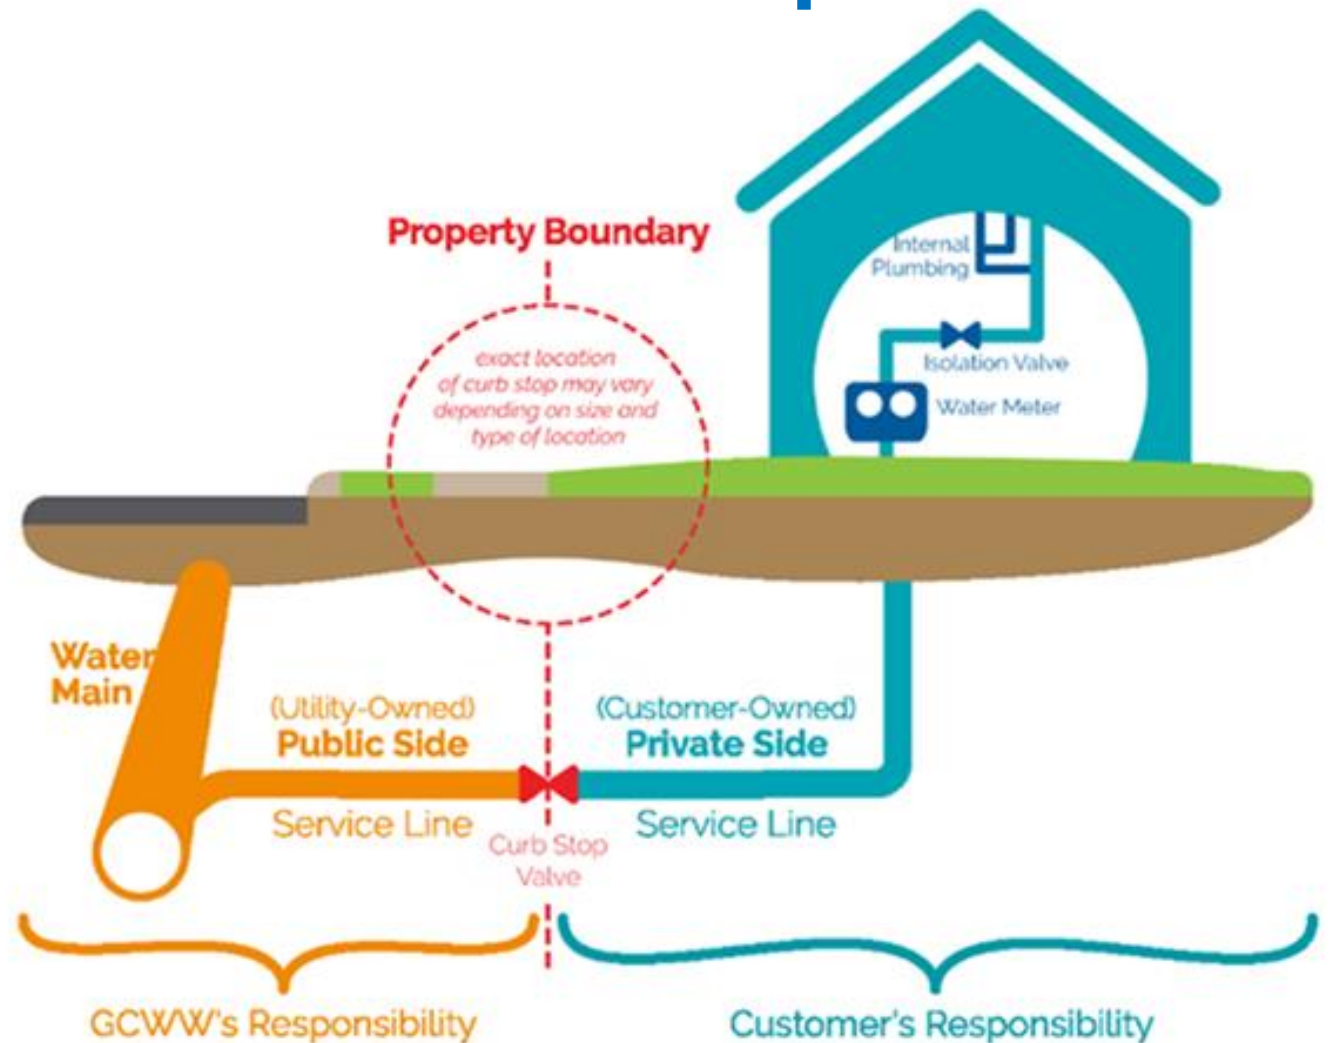 Property Boundary
exact location
of curb stop may vary
depending on size and
type of location
Internal
Plumbing
Isolation Valve
Water Meter
Water
Main
(Utility-Owned)
Public Side
Service Line
(Customer-Owned)
Private Side
Service Line
Curb Stop
Valve
GCWW's Responsibility
Customer's Responsibility